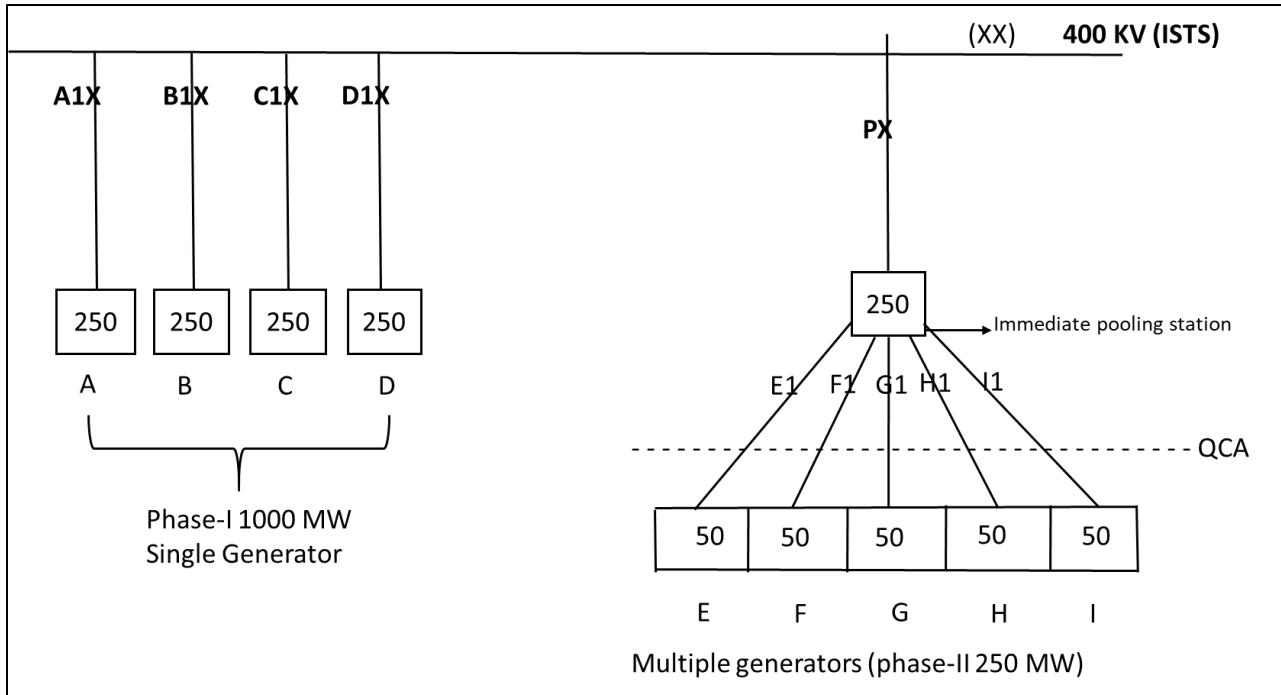 (XX) 400 KV (ISTS)
A1X B1X C1X D1X
PX
250 250 250 250
250
Immediate pooling station
A B C D
E1 F1 G1 H1 I1
QCA
Phase-I 1000 MW
Single Generator
50 50 50 50 50
E F G H I
Multiple generators (phase-II 250 MW)